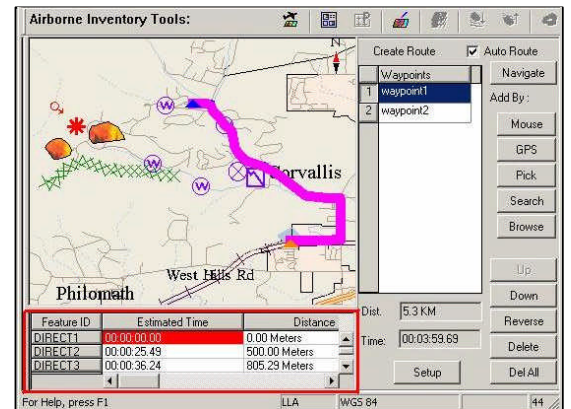 Airborne Inventory Tools:
Create Route
Auto Route
N
Waypoints
1 waypoint1
2 waypoint2
Navigate
Add By :
Mouse
GPS
Pick
Search
Browse
Up
Down
Reverse
Delete
Del All
W
W
W
W
Corvallis
West Hills Rd
Philomath
Dist. 5.3 KM
Time: 00:03:59.69
Setup
Feature ID Estimated Time Distance
DIRECT1 00:00:00.00 0.00 Meters
DIRECT2 00:00:25.49 500.00 Meters
DIRECT3 00:00:36.24 805.29 Meters
For Help, press F1
LLA
WGS 84
44